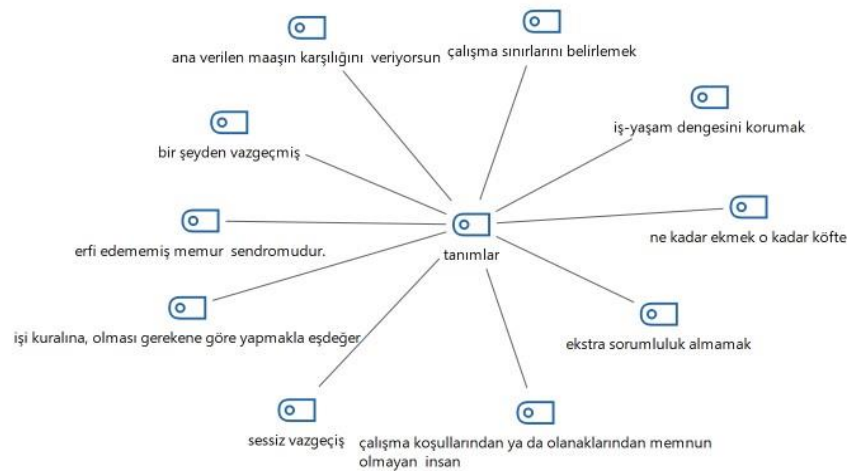 ana verilen maaşın karşılığını  veriyorsun
çalışma sınırlarını belirlemek
iş-yaşam dengesini korumak
bir şeyden vazgeçmiş
ne kadar ekmek o kadar köfte
erfi edememiş memur  sendromudur.
tanımlar
işi kuralına, olması gerekene göre yapmakla eşdeğer
ekstra sorumluluk almamak
sessiz vazgeçiş
çalışma koşullarından ya da olanaklarından memnun
olmayan  insan